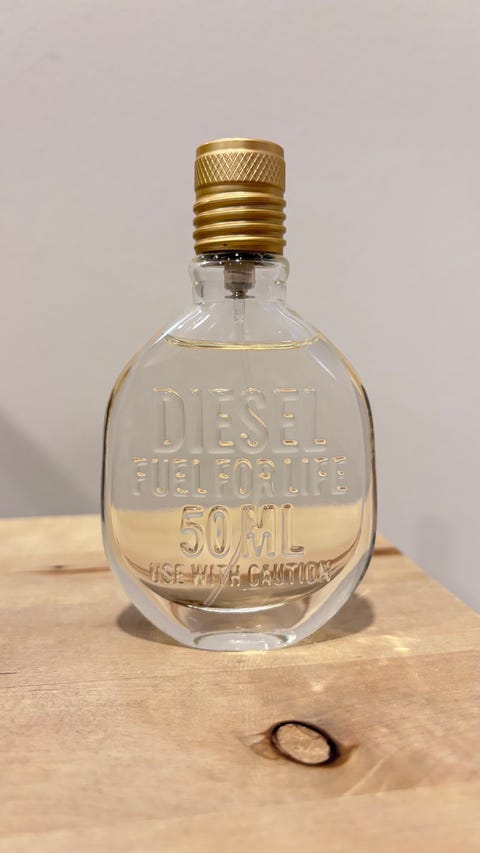 DIESEL
FUEL FOR LIFE
50 ML
USE WITH CAUTION